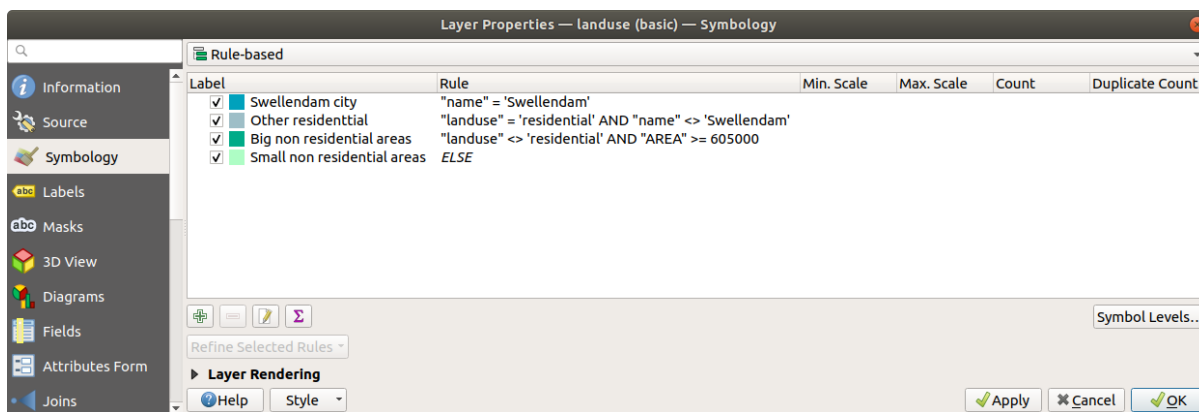 Layer Properties — landuse (basic) — Symbology
Rule-based
Information
Source
Symbology
abc Labels
abc Masks
3D View
Diagrams
Fields
Attributes Form
Joins
Label Rule Min. Scale Max. Scale Count Duplicate Count
Swellendam city "name" = 'Swellendam'
Other residenttial "landuse" = 'residential' AND "name" <> 'Swellendam'
Big non residential areas "landuse" <> 'residential' AND "AREA" >= 605000
Small non residential areas ELSE
Σ
Symbol Levels...
Refine Selected Rules
Layer Rendering
Help Style Apply Cancel OK